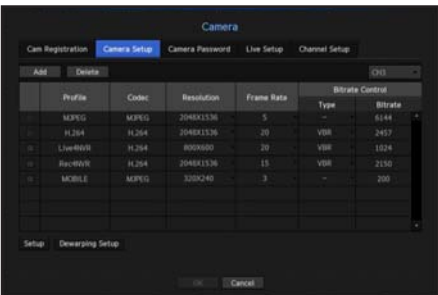 Camera
Cam Registration Camera Setup Camera Password Live Setup Channel Setup
Add Delete CH3
Profile Codec Resolution Frame Rate Bitrate Control
Type Bitrate
MJPEG MJPEG 2048X1536 5 - 6144
H.264 H.264 2048X1536 20 VBR 2457
Live4NVR H.264 800X600 20 VBR 1024
Rec4NVR H.264 2048X1536 15 VBR 2150
MOBILE MJPEG 320X240 3 - 200
Setup Dewarping Setup
OK Cancel